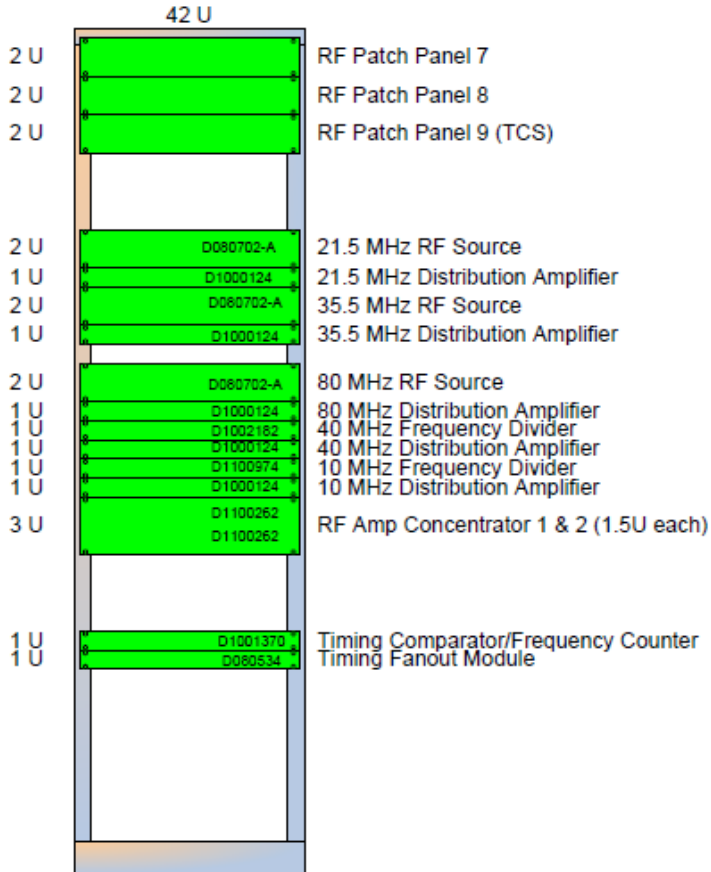 42 U
2 U RF Patch Panel 7
2 U RF Patch Panel 8
2 U RF Patch Panel 9 (TCS)
2 U D080702-A 21.5 MHz RF Source
1 U D1000124 21.5 MHz Distribution Amplifier
2 U D080702-A 35.5 MHz RF Source
1 U D1000124 35.5 MHz Distribution Amplifier
2 U D080702-A 80 MHz RF Source
1 U D1000124 80 MHz Distribution Amplifier
1 U D1002182 40 MHz Frequency Divider
1 U D1000124 40 MHz Distribution Amplifier
1 U D1100974 10 MHz Frequency Divider
1 U D1000124 10 MHz Distribution Amplifier
D1100262
3 U RF Amp Concentrator 1 & 2 (1.5U each)
D1100262
1 U D1001370 Timing Comparator/Frequency Counter
1 U D080534 Timing Fanout Module